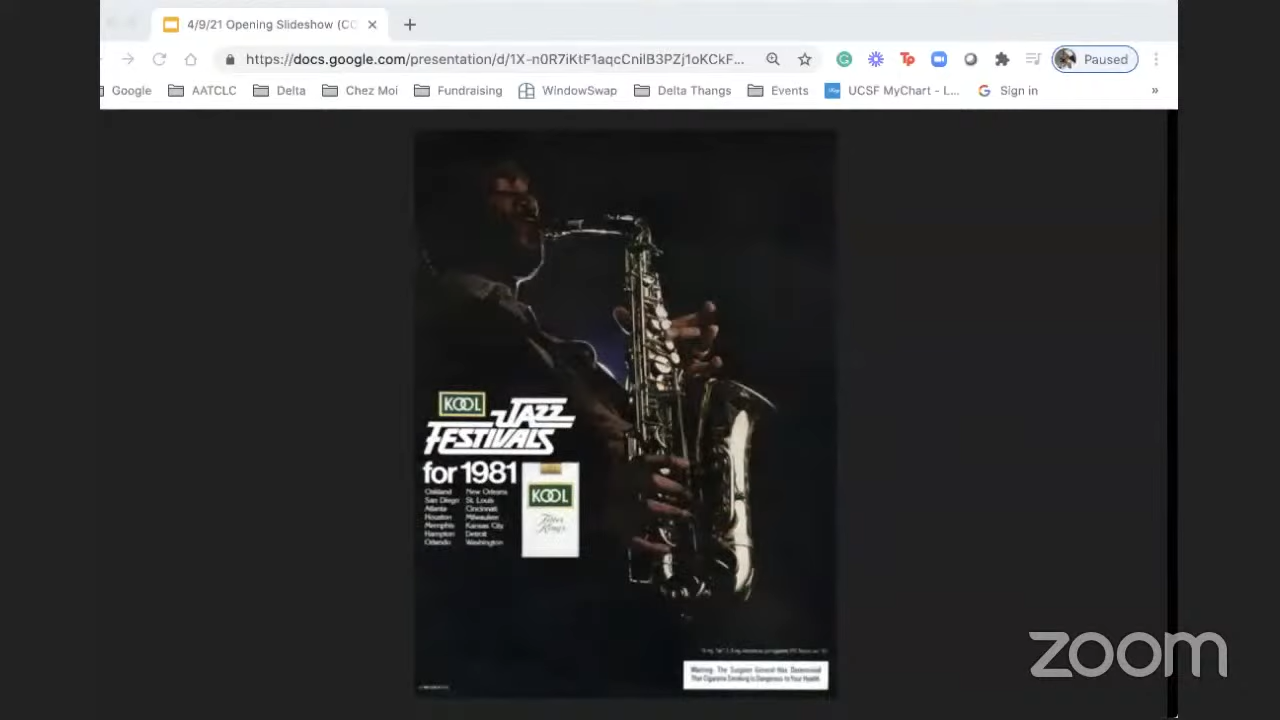 4/9/21 Opening Slideshow (CC
https://docs.google.com/presentation/d/1X-n0R7iKtF1aqcCnilB3PZj1oKCkF...
Paused
Google AATCLC Delta Chez Moi Fundraising WindowSwap Delta Thangs Events UCSF MyChart - L... Sign in »
KOOL JAZZ
FESTIVALS
for 1981
Oakland New Orleans
San Diego St. Louis
Atlanta Cincinnati
Houston Milwaukee
Memphis Kansas City
Hampton Detroit
Orlando Washington
KOOL
Filter
Kings
Warning: The Surgeon General Has Determined
That Cigarette Smoking Is Dangerous to Your Health.
zoom